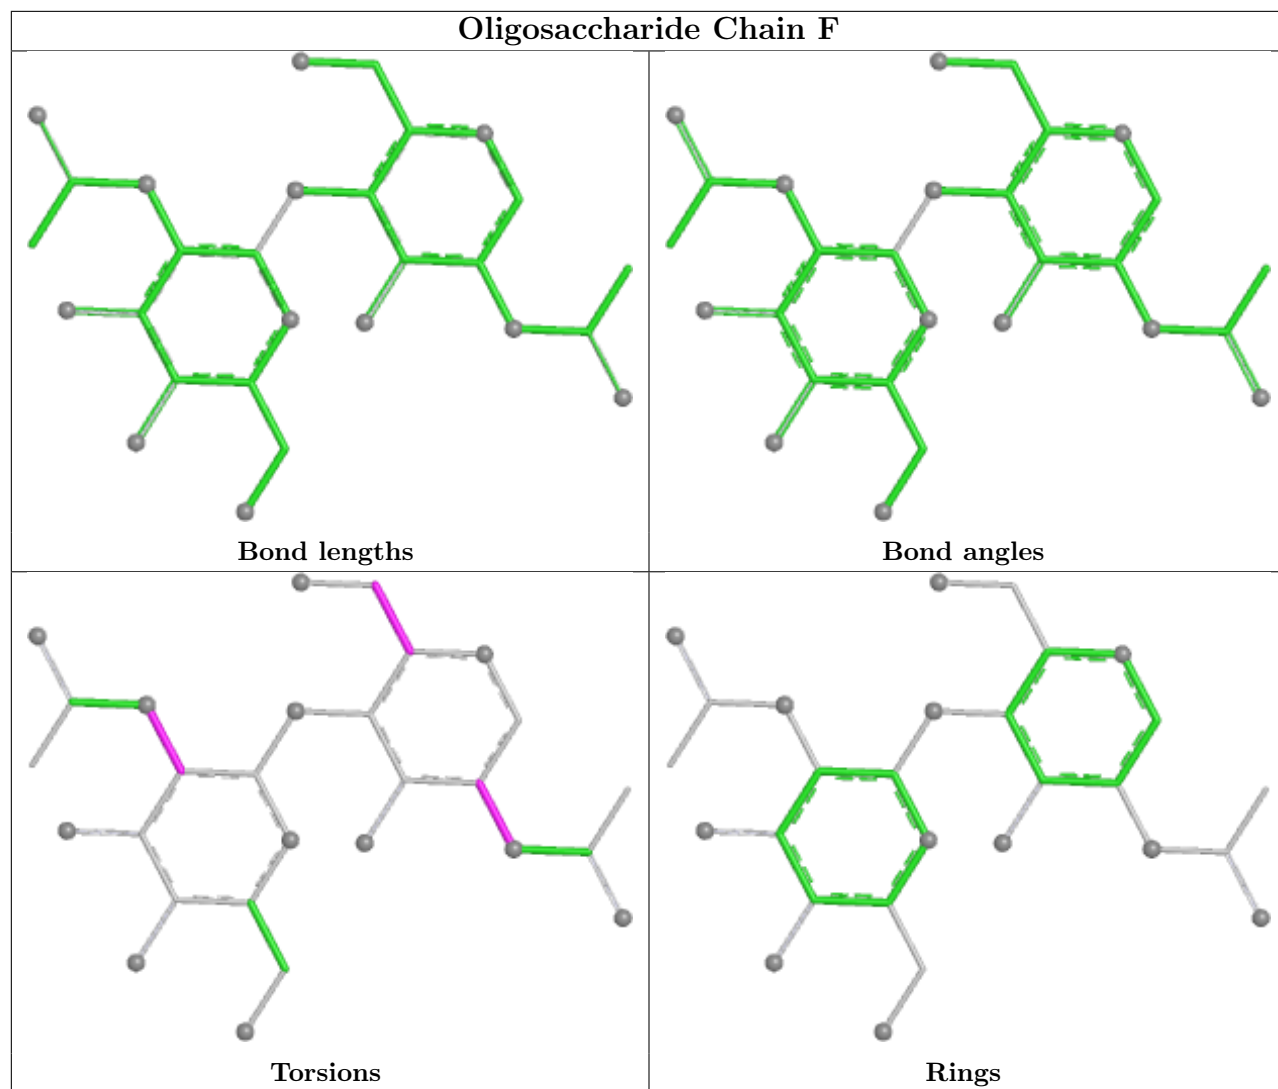 Oligosaccharide Chain F
Bond lengths
Bond angles
Torsions
Rings